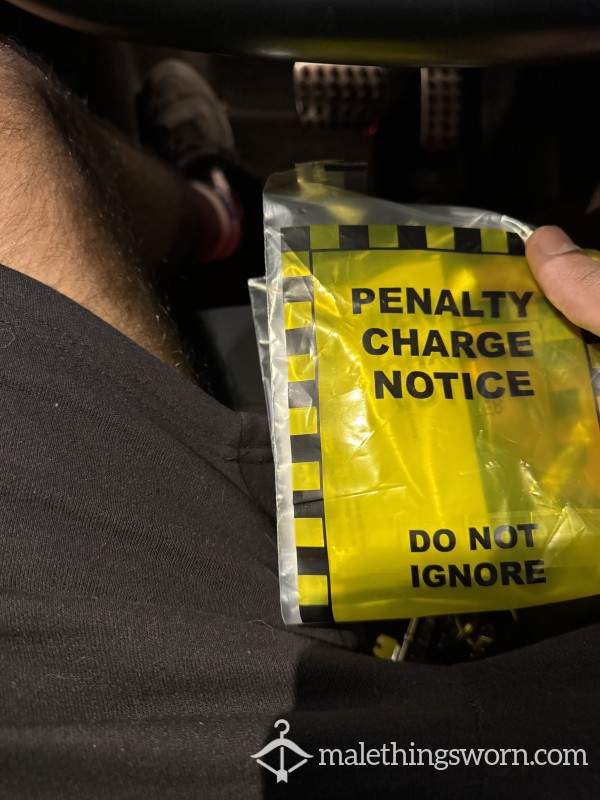 PENALTY
CHARGE
NOTICE
DO NOT
IGNORE
malethingsworn.com